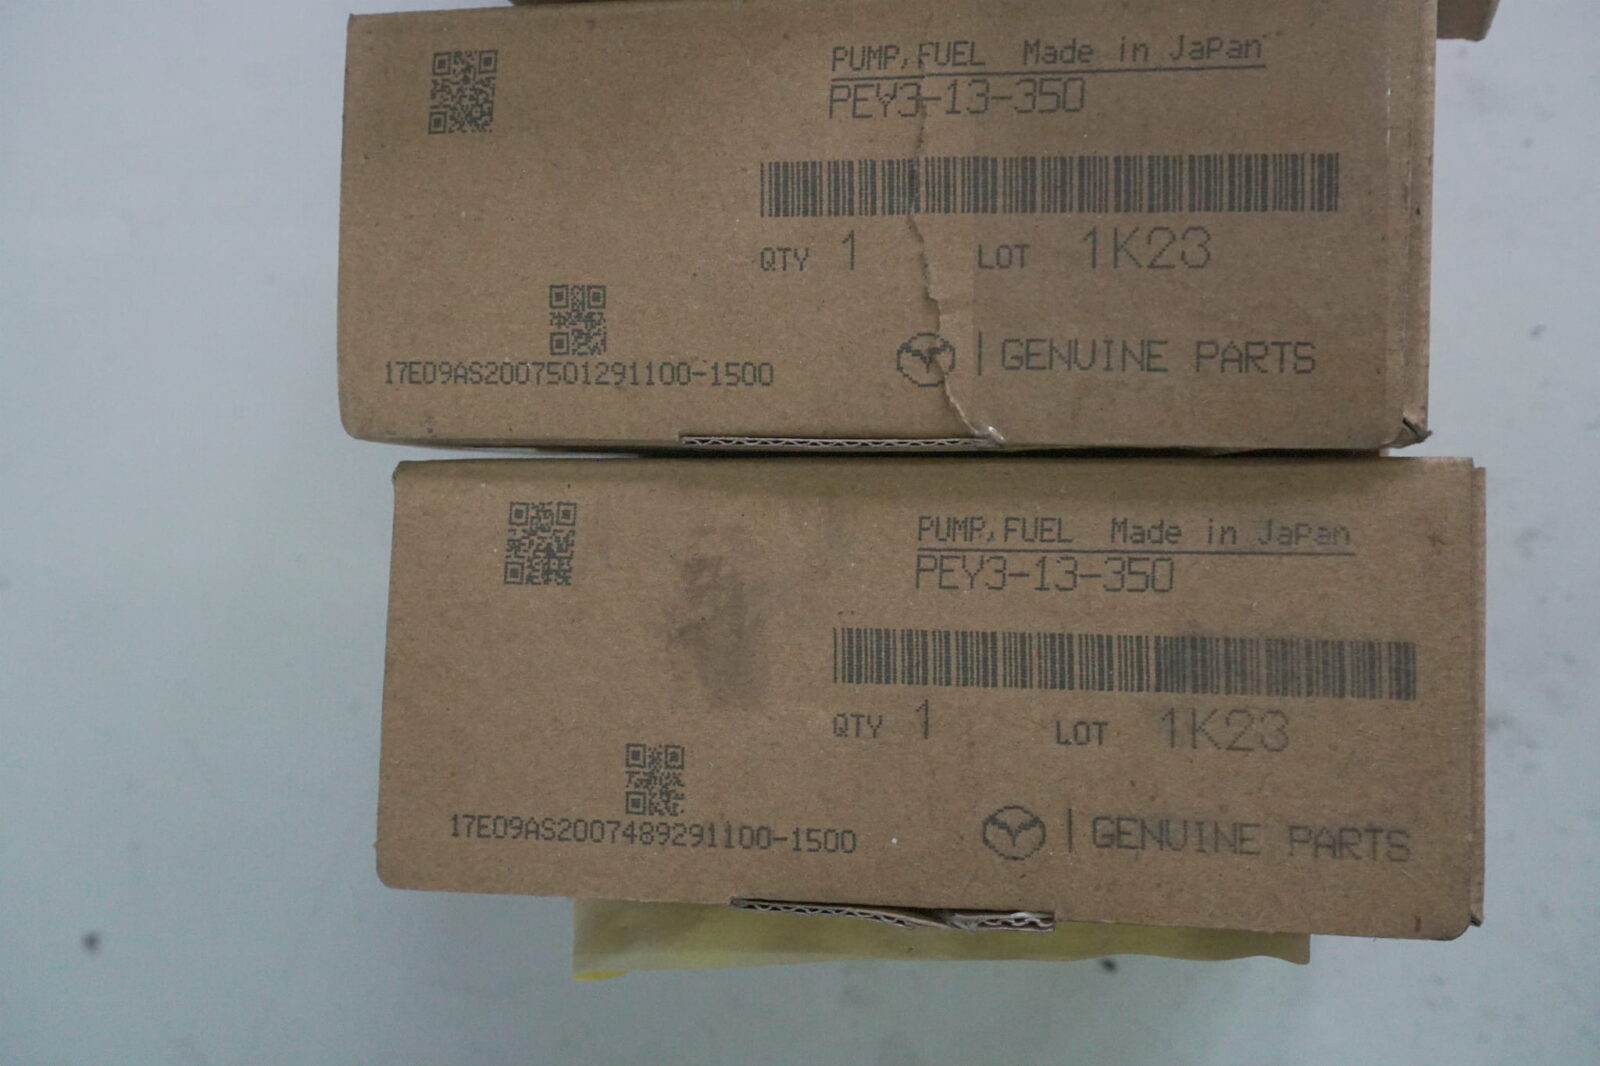 PUMP, FUEL Made in JaPan
PEY3-13-350
QTY 1 LOT 1K23
17E09AS2007501291100-1500
| GENUINE PARTS
PUMP, FUEL Made in JaPan
PEY3-13-350
QTY 1 LOT 1K23
17E09AS2007489291100-1500
| GENUINE PARTS